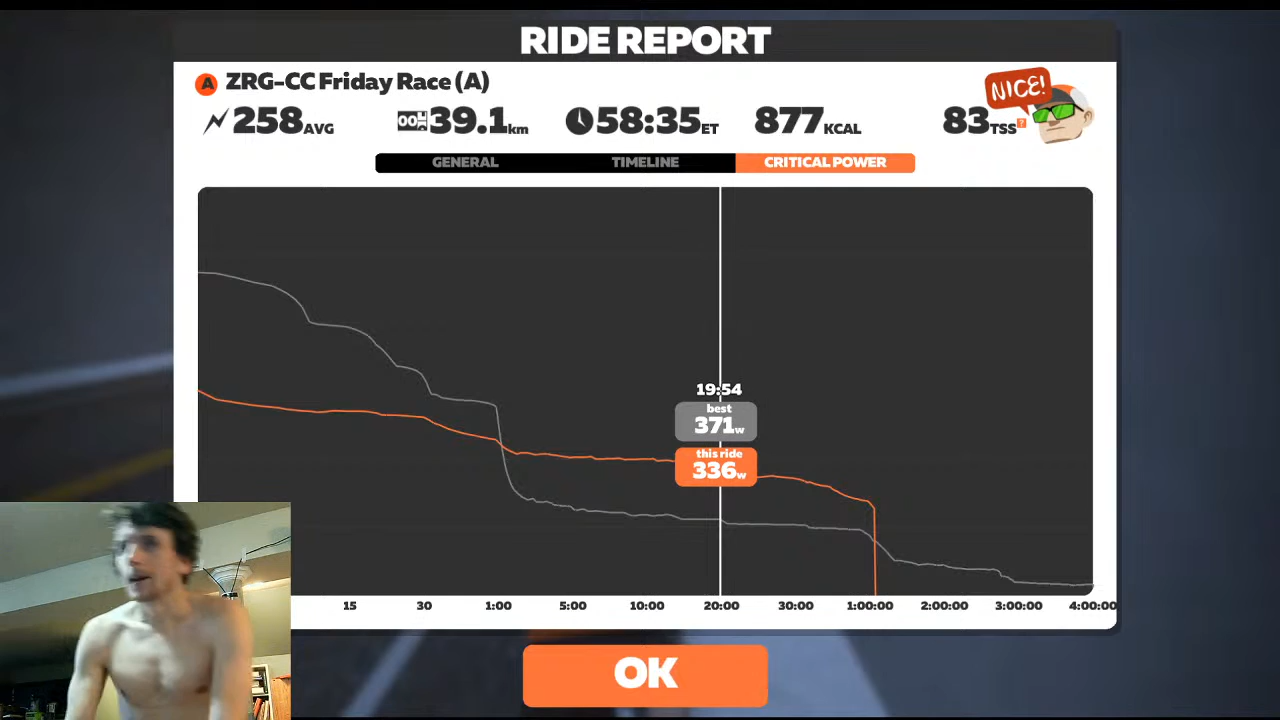 RIDE REPORT
A ZRG-CC Friday Race (A)
NICE!
258AVG 39.1km 58:35ET 877KCAL 83TSS?
GENERAL TIMELINE CRITICAL POWER
19:54
best
371w
this ride
336w
15 30 1:00 5:00 10:00 20:00 30:00 1:00:00 2:00:00 3:00:00 4:00:00
OK